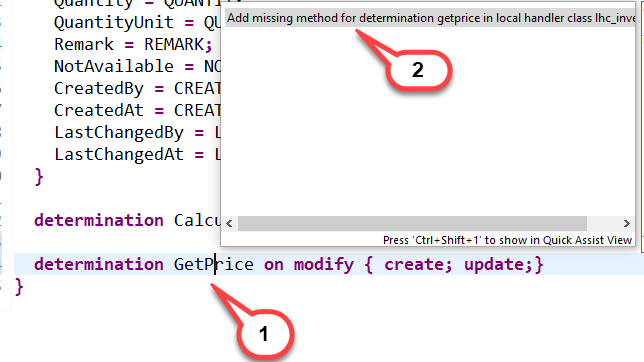 Quantity = QUANTITY
QuantityUnit = QU
Remark = REMARK;
NotAvailable = NO
CreatedBy = CREAT
CreatedAt = CREAT
LastChangedBy = L
LastChangedAt = L
}
Add missing method for determination getprice in local handler class lhc_inve
2
Press 'Ctrl+Shift+1' to show in Quick Assist View
determination Calcu
determination GetPrice on modify { create; update;}
}
1